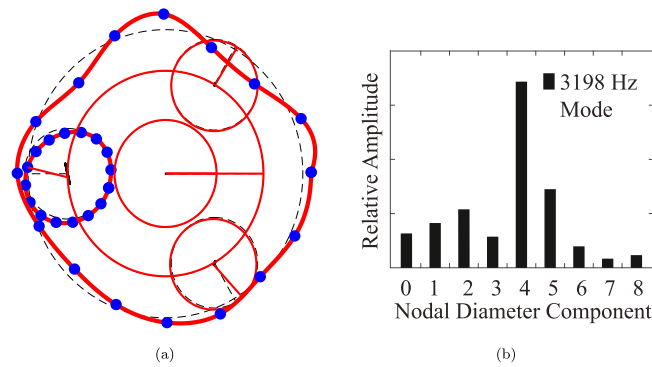 Relative Amplitude
3198 Hz
Mode
0 1 2 3 4 5 6 7 8
Nodal Diameter Component
(a)
(b)